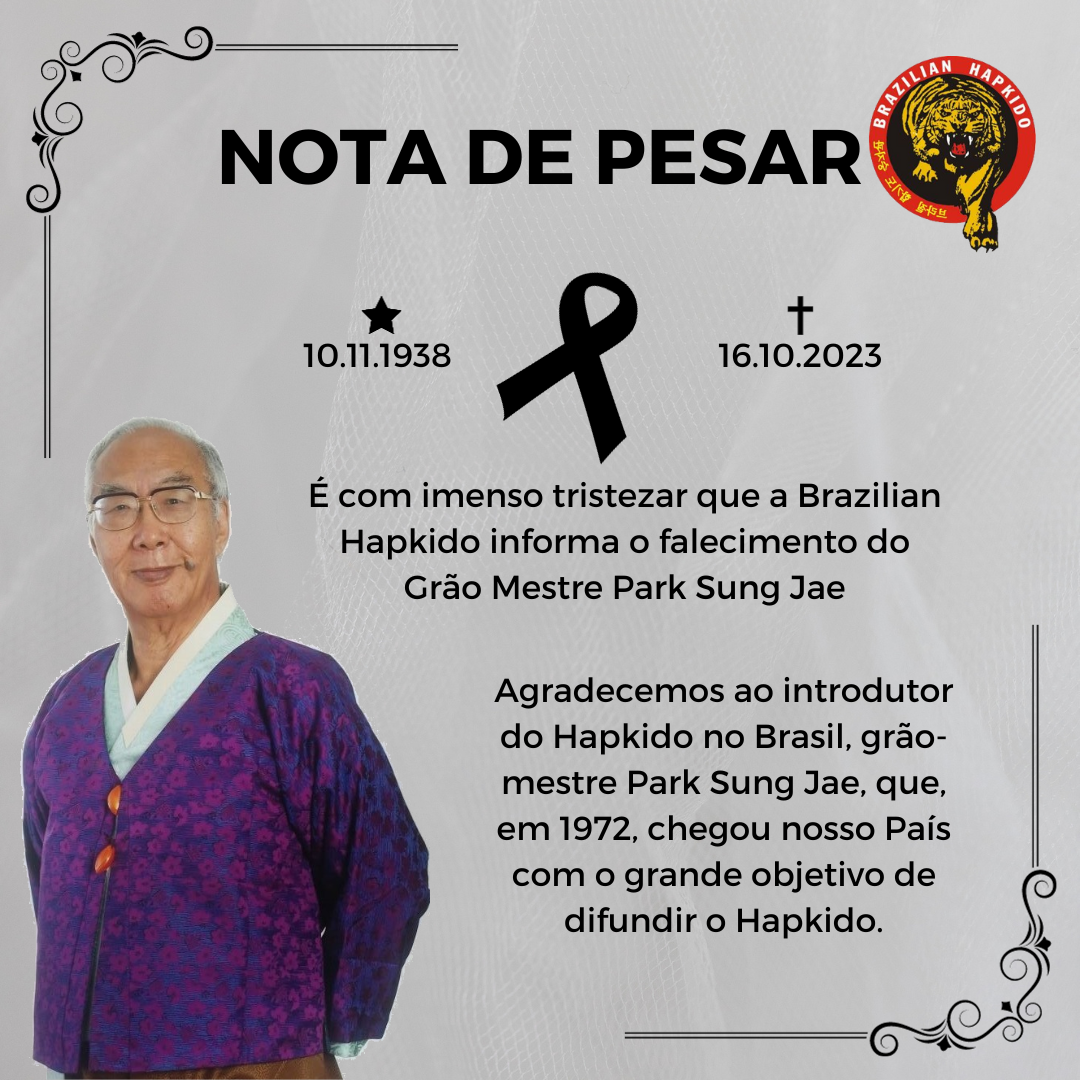 NOTA DE PESAR
BRAZILIAN HAPKIDO
10.11.1938
16.10.2023
É com imenso tristezar que a Brazilian
Hapkido informa o falecimento do
Grão Mestre Park Sung Jae
Agradecemos ao introdutor
do Hapkido no Brasil, grão-
mestre Park Sung Jae, que,
em 1972, chegou nosso País
com o grande objetivo de
difundir o Hapkido.